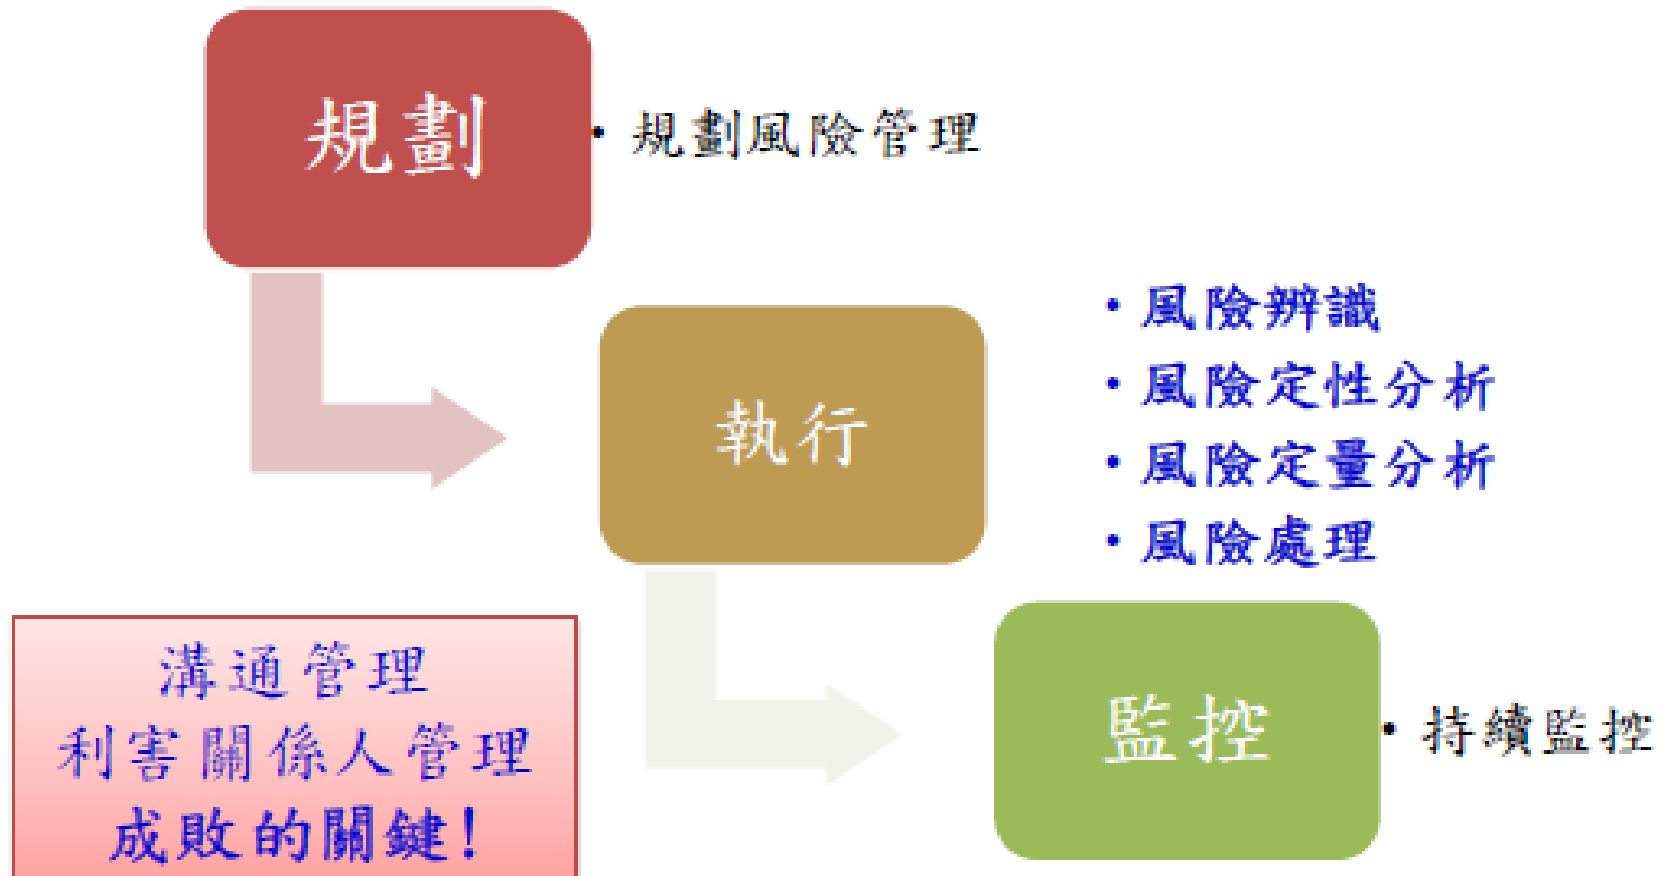 規劃
• 規劃風險管理
• 風險辨識
• 風險定性分析
• 風險定量分析
• 風險處理
執行
溝通管理
利害關係人管理
成敗的關鍵!
監控
• 持續監控